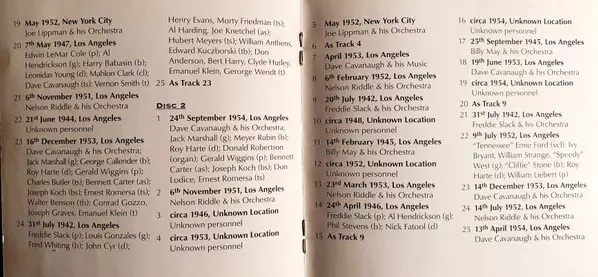 19 May 1952, New York City
Joe Lippman & his Orchestra
20 7th May 1947, Los Angeles
Edwin LeMar Cole (p); Al
Hendrickson (g); Harry Babasin (b);
Leonidas Young (d); Mahlon Clark (cl);
Dave Cavanaugh (ts); Vernon Smith (t)
21 6th November 1951, Los Angeles
Nelson Riddle & his Orchestra
22 21st June 1944, Los Angeles
Unknown personnel
23 16th December 1953, Los Angeles
Dave Cavanaugh & his Orchestra;
Jack Marshall (g); George Callender (b);
Roy Harte (d); Gerald Wiggins (p);
Charles Butler (ts); Bennett Carter (as)
Joseph Koch (bs); Ernest Romersa (ts);
Walter Benson (tb); Conrad Gozzo,
Joseph Graves, Emanuel Klein (t)
24 31st July 1942, Los Angeles
Freddie Slack (p); Louis Gonzales (g);
Fred Whiting (b); John Cyr (d);
Henry Evans, Morty Friedman (ts);
Al Harding, Joe Knetchel (as);
Hubert Meyers (ts); William Anthens,
Edward Kuczborski (tb); Don
Anderson, Bert Harry, Clyde Hurley,
Emanuel Klein, Gerorge Wendt (t)
25 As Track 23
Disc 2
1 24th September 1954, Los Angeles
Dave Cavanaugh & his Orchestra;
Jack Marshall (g); Meyer Rubin (b);
Roy Harte (d); Donald Robertson
(organ); Gerald Wiggins (p); Bennett
Carter (as); Joseph Koch (bs); Don
Lodice, Ernest Romersa (ts)
2 6th November 1951, Los Angeles
Nelson Riddle & his Orchestra
3 circa 1946, Unknown Location
Unknown personnel
4 circa 1953, Unknown Location
Unknown personnel
5 May 1952, New York City
Joe Lippman & his Orchestra
6 As Track 4
7 April 1953, Los Angeles
Dave Cavanaugh & his Music
8 6th February 1952, Los Angeles
Nelson Riddle & his Orchestra
9 20th July 1942, Los Angeles
Freddie Slack & his Orchestra
10 circa 1948, Unknown Location
Unknown personnel
11 14th February 1945, Los Angeles
Billy May & his Orchestra
12 circa 1952, Unknown Location
Unknown personnel
13 23rd March 1953, Los Angeles
Nelson Riddle & his Orchestra
14 24th April 1946, Los Angeles
Freddie Slack (p); Al Hendrickson (g);
Phil Stevens (b); Nick Fatool (d)
15 As Track 9
16 circa 1954, Unknown Location
Unknown personnel
17 25th September 1945, Los Angeles
Billy May & his Orchestra
18 19th June 1953, Los Angeles
Dave Cavanaugh & his Orchestra
19 circa 1954, Unknown Location
Unknown personnel
20 As Track 9
21 31st July 1942, Los Angeles
Freddie Slack & his Orchestra
22 9th July 1952, Los Angeles
"Tennessee" Ernie Ford (vcl); Ivy
Bryant, William Strange, "Speedy"
West (g); "Cliffie" Stone (b); Roy
Harte (d); William Liebert (p)
23 14th December 1953, Los Angeles
Dave Cavanaugh & his Orchestra
24 14th July 1952, Los Angeles
Nelson Riddle & his Orchestra
25 13th April 1954, Los Angeles
Dave Cavanaugh & his Orchestra